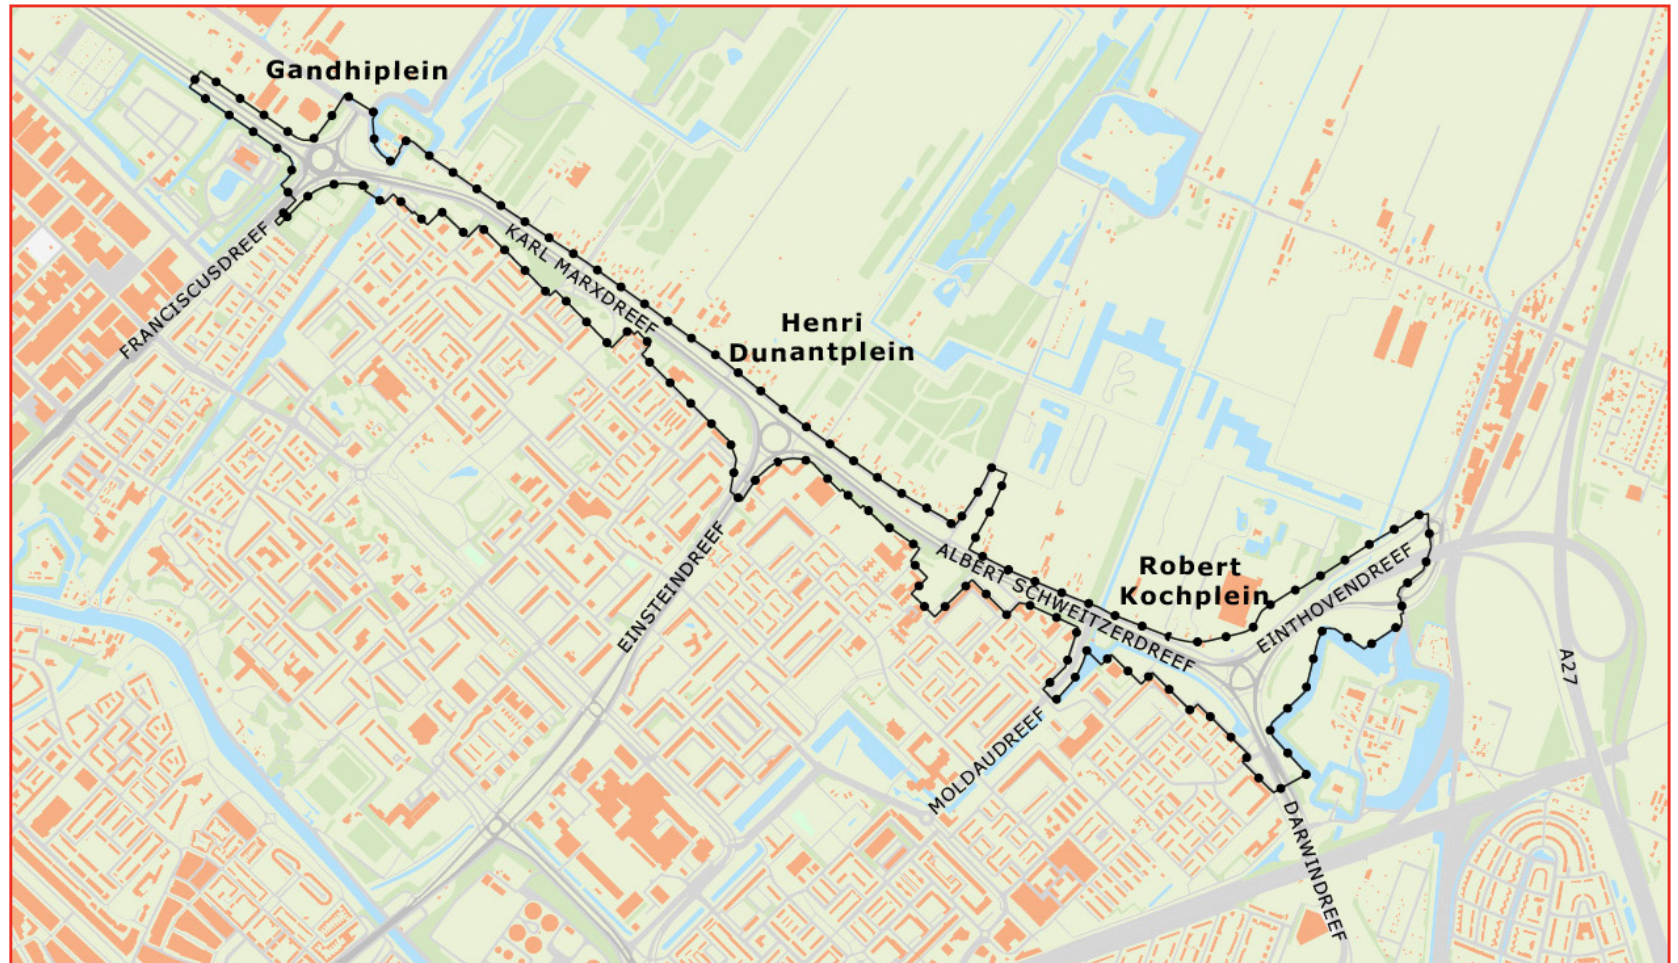 Gandhiplein
FRANCISCUSDREEF
KARL MARXDREEF
Henri
Dunantplein
EINSTEINDREEF
ALBERT SCHWEITZERDREEF
Robert
Kochplein
EINTHOVENDREEF
A27
MOLDAUDREEF
DARWINDREEF